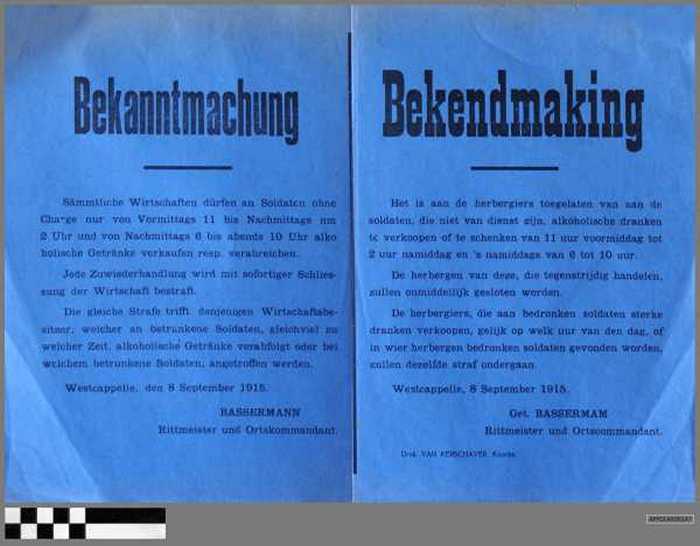 Bekanntmachung
Sämmtliche Wirtschaften dürfen an Soldaten ohne
Charge nur von Vormittags 11 bis Nachmittags um
2 Uhr und von Nachmittags 6 bis abends 10 Uhr alko
holische Getränke verkaufen resp. verabreichen.
Jede Zuwiederhandlung wird mit sofortiger Schlies-
sung der Wirtschaft bestraft.
Die gleiche Strafe trifft denjenigen Wirtschaftsbe-
sitzer, welcher an betrunkene Soldaten, gleichviel zu
welcher Zeit, alkoholische Getränke verabfolgt oder bei
welchem betrunkene Soldaten, angetroffen werden.
Westcappelle, den 8 September 1915.
BASSERMANN
Rittmeister und Ortskommandant.
Bekendmaking
Het is aan de herbergiers toegelaten van aan de
soldaten, die niet van dienst zijn, alkoholische dranken
te verkoopen of te schenken van 11 uur voormiddag tot
2 uur namiddag en 's namiddags van 6 tot 10 uur.
De herbergen van deze, die tegenstrijdig handelen,
zullen onmiddellijk gesloten worden.
De herbergiers, die aan bedronken soldaten sterke
dranken verkoopen, gelijk op welk uur van den dag, of
in wier herbergen bedronken soldaten gevonden worden,
zullen dezelfde straf ondergaan.
Westcappelle, 8 September 1915.
Get. BASSERMAM
Rittmeister und Ortscommandant.
Druk. VAN KERSCHAVER, Knocke.